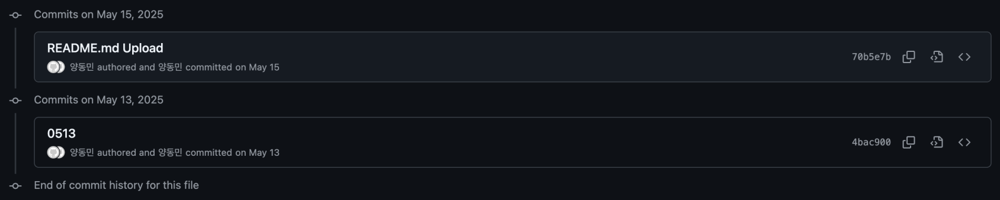 Commits on May 15, 2025
README.md Upload
양동민 authored and 양동민 committed on May 15
70b5e7b
Commits on May 13, 2025
0513
양동민 authored and 양동민 committed on May 13
4bac900
End of commit history for this file